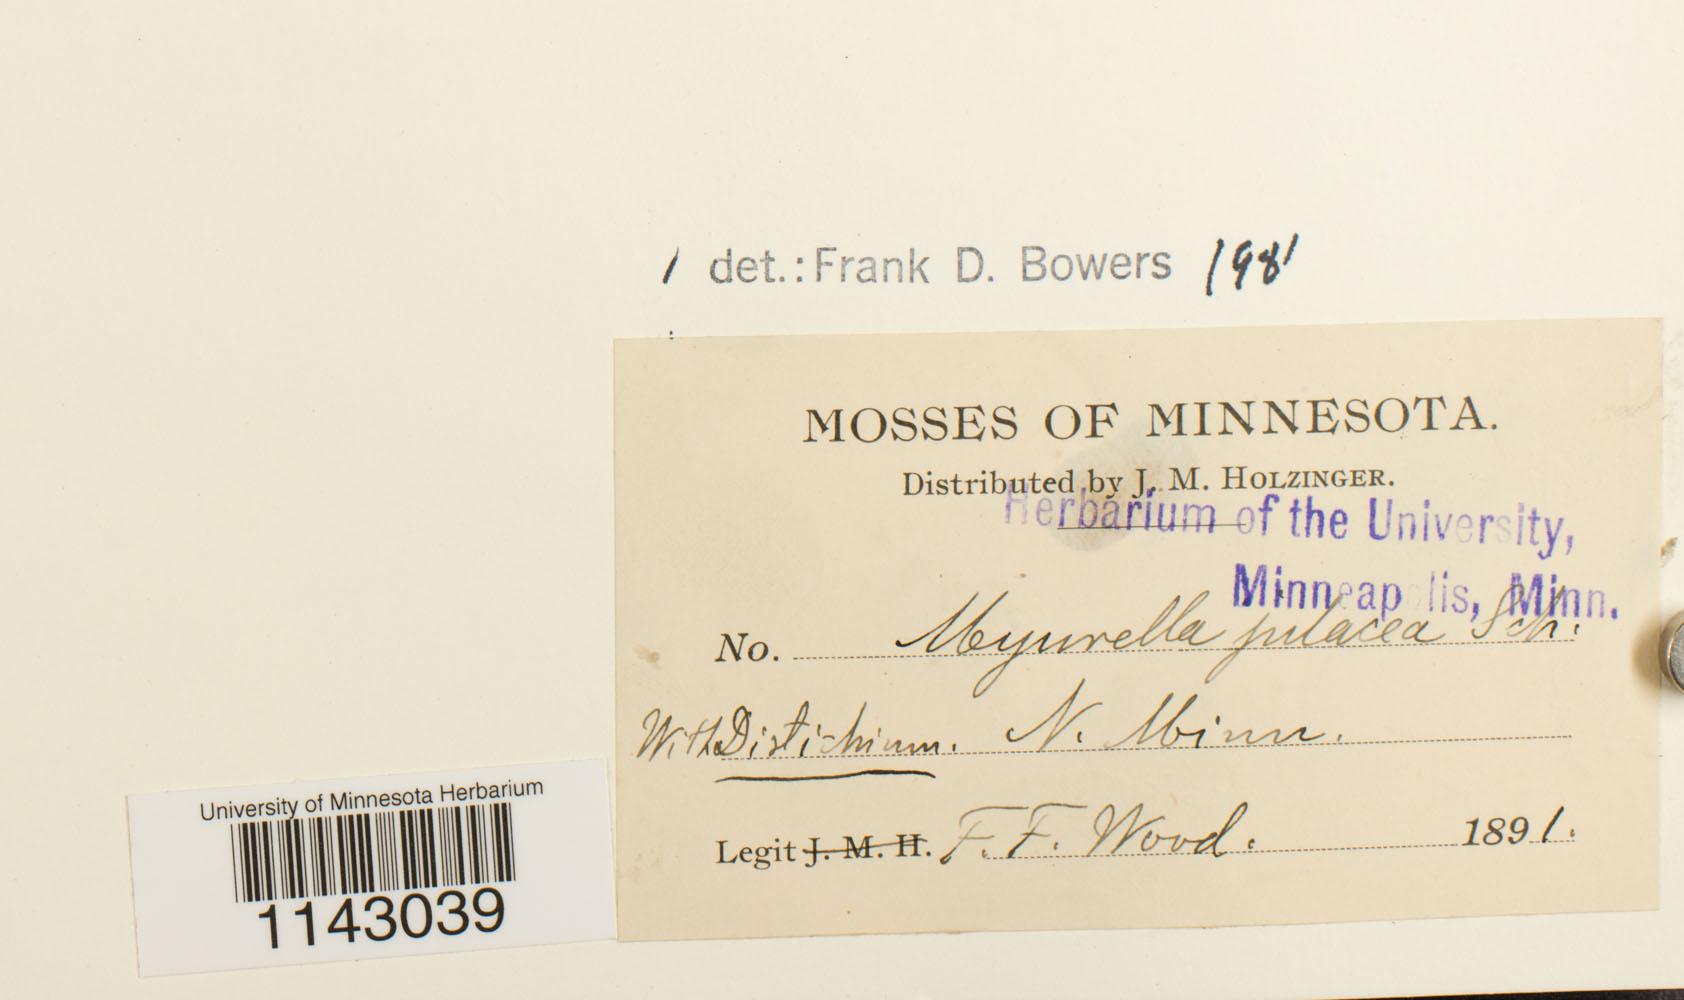 det.: Frank D. Bowers 1981
MOSSES OF MINNESOTA.
Distributed by J. M. HOLZINGER.
Herbarium of the University,
Minneapolis, Minn.
No. Myurella julacea Sch.
With Distichium. N. Minn.
Legit J. M. H. F. F. Wood. 1891.
University of Minnesota Herbarium
1143039